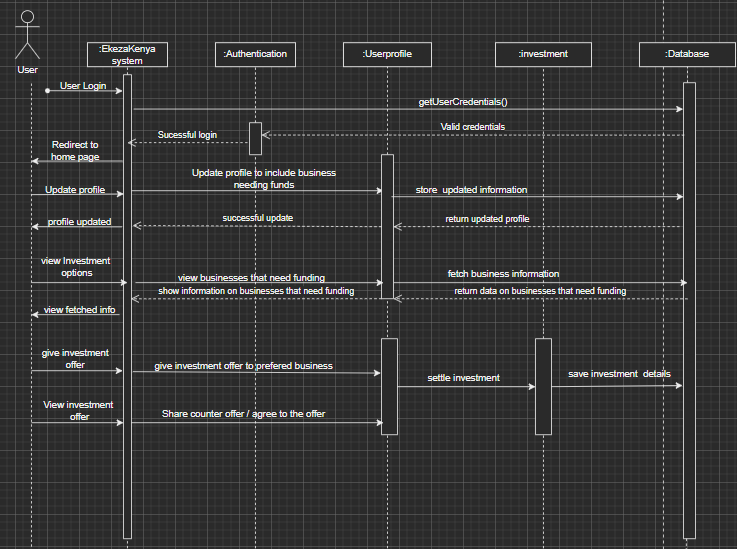 :EkezaKenya
system
:Authentication
:Userprofile
:investment
:Database
User
User Login
getUserCredentials()
Valid credentials
Sucessful login
Redirect to
home page
Update profile to include business
needing funds
Update profile
store updated information
profile updated
successful update
return updated profile
view Investment
options
view businesses that need funding
fetch business information
show information on businesses that need funding
return data on businesses that need funding
view fetched info
give investment
offer
give investment offer to prefered business
settle investment
save investment details
View investment
offer
Share counter offer / agree to the offer